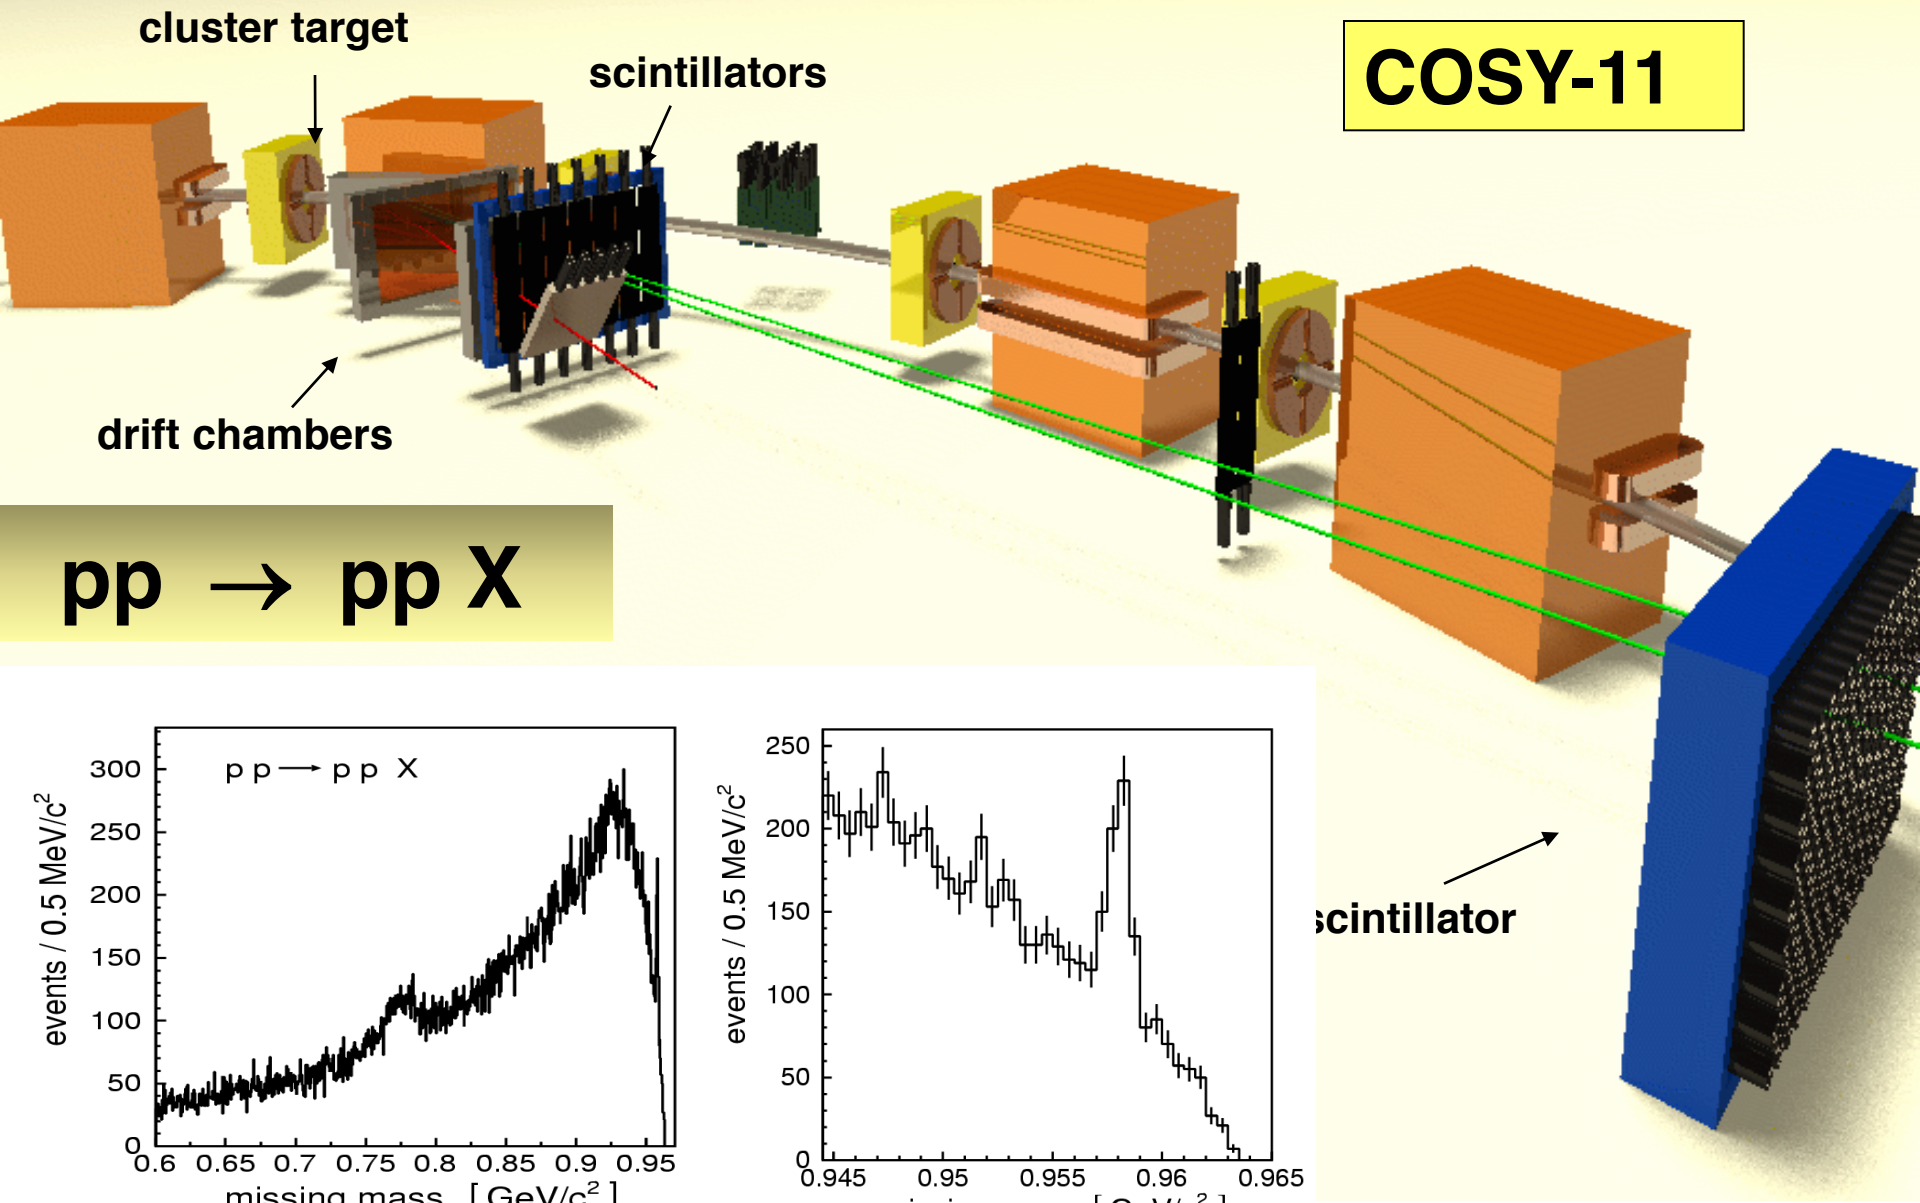 cluster target
scintillators
COSY-11
drift chambers
pp → pp X
scintillator
p p → p p X
events / 0.5 MeV/c²
300
250
200
150
100
50
0
0.6 0.65 0.7 0.75 0.8 0.85 0.9 0.95
missing mass [ GeV/c² ]
events / 0.5 MeV/c²
250
200
150
100
50
0
0.945 0.95 0.955 0.96 0.965